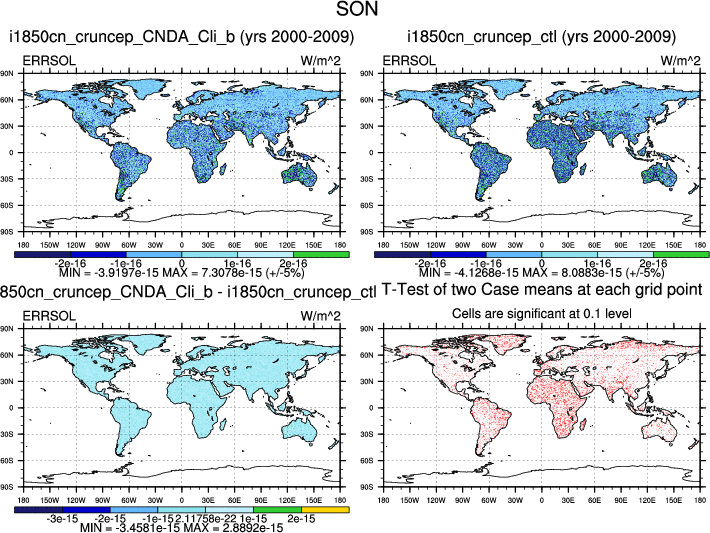 SON
i1850cn_cruncep_CNDA_Cli_b (yrs 2000-2009)
ERRSOL W/m^2
90N
60N
30N
0
30S
60S
90S
180 150W 120W 90W 60W 30W 0 30E 60E 90E 120E 150E 180
-2e-16 -1e-16 0 1e-16 2e-16
MIN = -3.9197e-15 MAX = 7.3078e-15 (+/-5%)
i1850cn_cruncep_ctl (yrs 2000-2009)
ERRSOL W/m^2
90N
60N
30N
0
30S
60S
90S
180 150W 120W 90W 60W 30W 0 30E 60E 90E 120E 150E 180
-2e-16 -1e-16 0 1e-16 2e-16
MIN = -4.1268e-15 MAX = 8.0883e-15 (+/-5%)
850cn_cruncep_CNDA_Cli_b - i1850cn_cruncep_ctl
ERRSOL W/m^2
90N
60N
30N
0
30S
60S
90S
180 150W 120W 90W 60W 30W 0 30E 60E 90E 120E 150E 180
-3e-15 -2e-15 -1e-15 2.11758e-22 1e-15 2e-15
MIN = -3.4581e-15 MAX = 2.8892e-15
T-Test of two Case means at each grid point
Cells are significant at 0.1 level
90N
60N
30N
0
30S
60S
90S
180 150W 120W 90W 60W 30W 0 30E 60E 90E 120E 150E 180